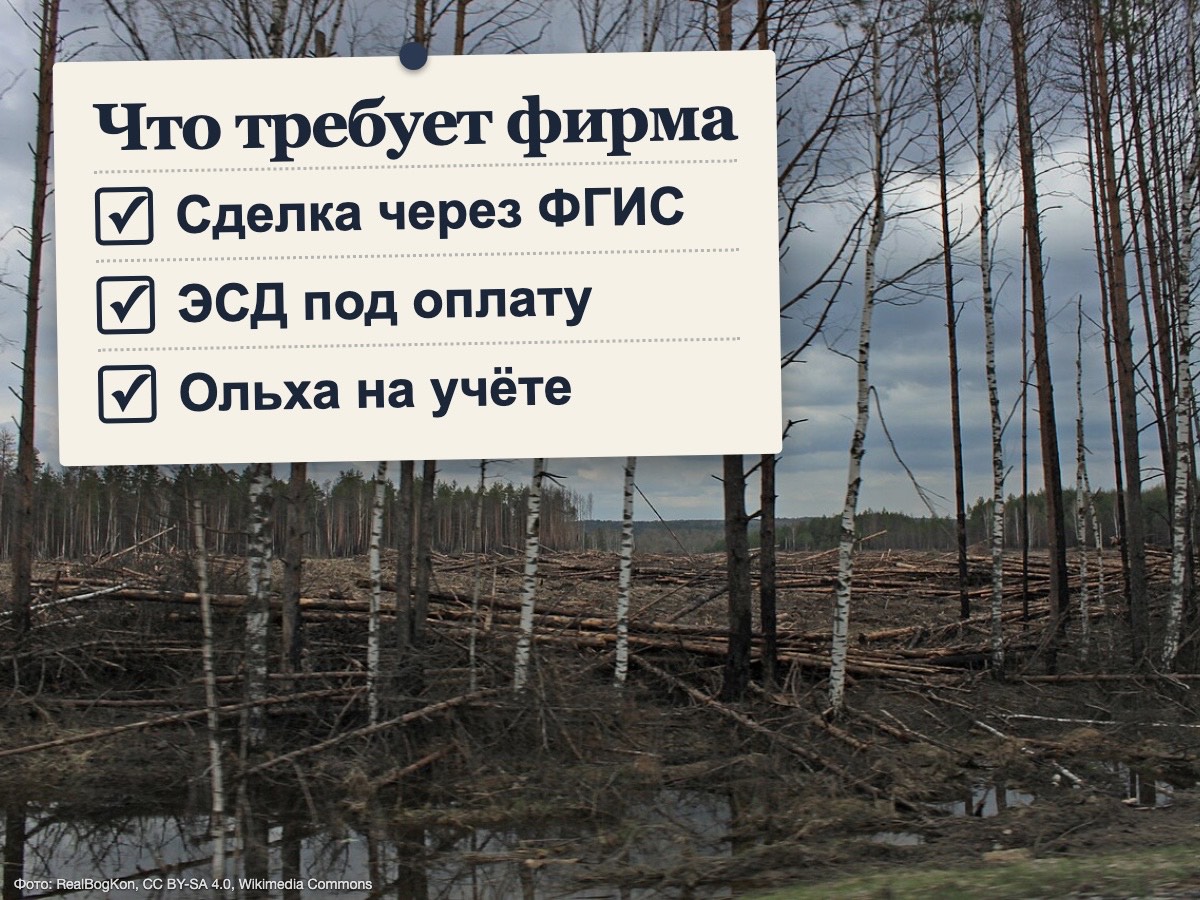 Что требует фирма
Сделка через ФГИС
ЭСД под оплату
Ольха на учёте
Фото: RealBogKon, CC BY-SA 4.0, Wikimedia Commons